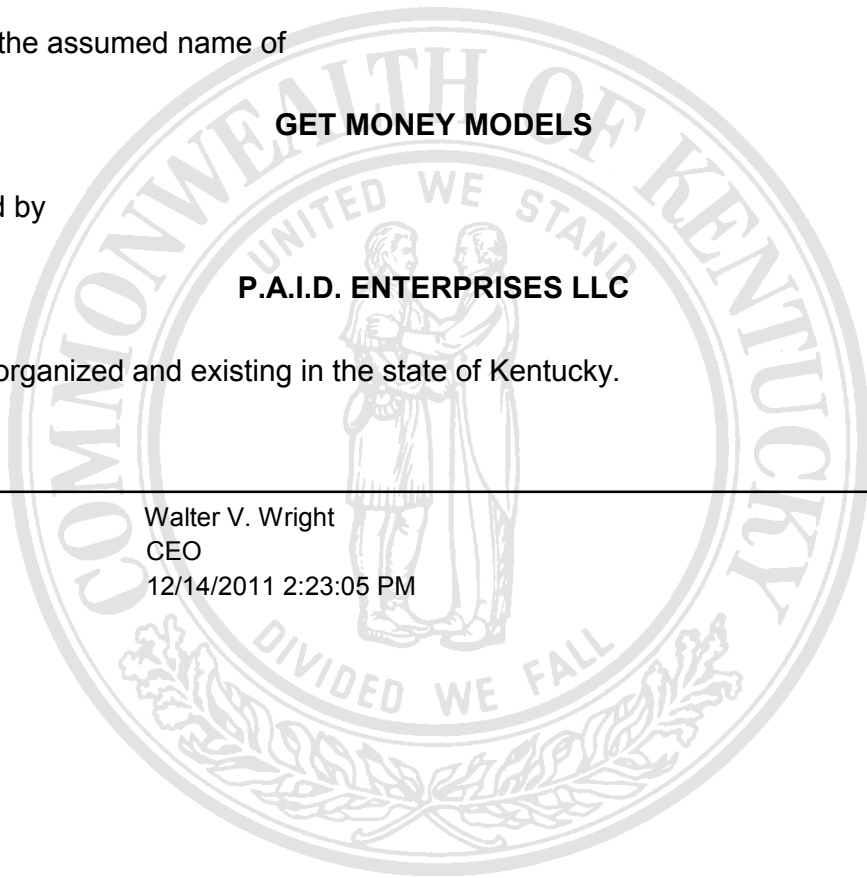 the assumed name of
GET MONEY MODELS
d by
P.A.I.D. ENTERPRISES LLC
organized and existing in the state of Kentucky.
Walter V. Wright
CEO
12/14/2011 2:23:05 PM
COMMONWEALTH OF KENTUCKY
UNITED WE STAND
DIVIDED WE FALL